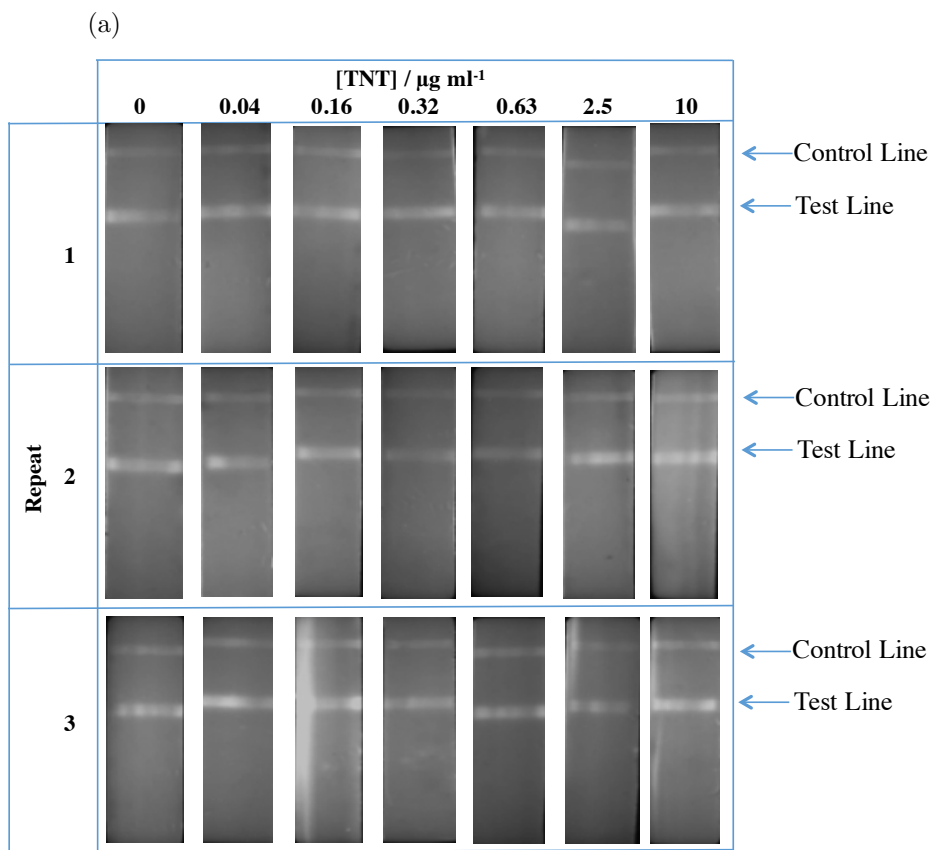 (a)
[TNT] / µg ml-1
0 0.04 0.16 0.32 0.63 2.5 10
Repeat
1
Control Line
Test Line
2
Control Line
Test Line
3
Control Line
Test Line